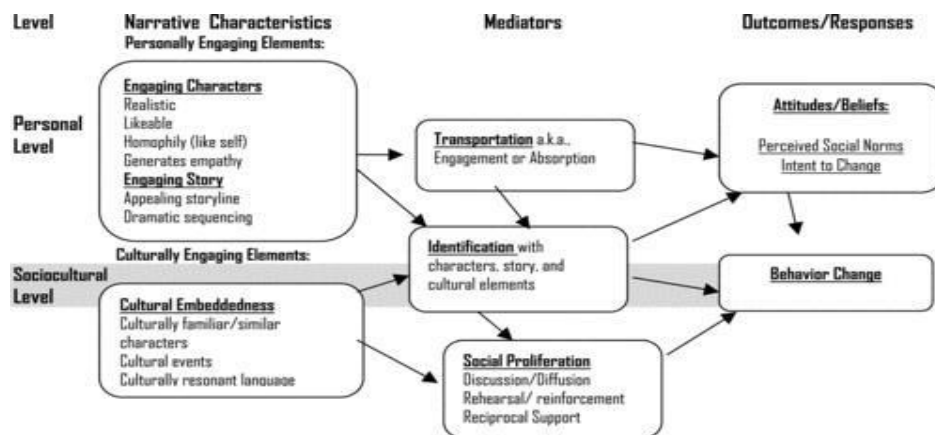 Level
Narrative Characteristics
Mediators
Outcomes/Responses
Personally Engaging Elements:
Personal
Level
Engaging Characters
Realistic
Likeable
Homophily (like self)
Generates empathy
Engaging Story
Appealing storyline
Dramatic sequencing
Transportation a.k.a.,
Engagement or Absorption
Attitudes/Beliefs:
Perceived Social Norms
Intent to Change
Culturally Engaging Elements:
Sociocultural
Level
Identification with
characters, story, and
cultural elements
Behavior Change
Cultural Embeddedness
Culturally familiar/similar
characters
Cultural events
Culturally resonant language
Social Proliferation
Discussion/Diffusion
Rehearsal/ reinforcement
Reciprocal Support